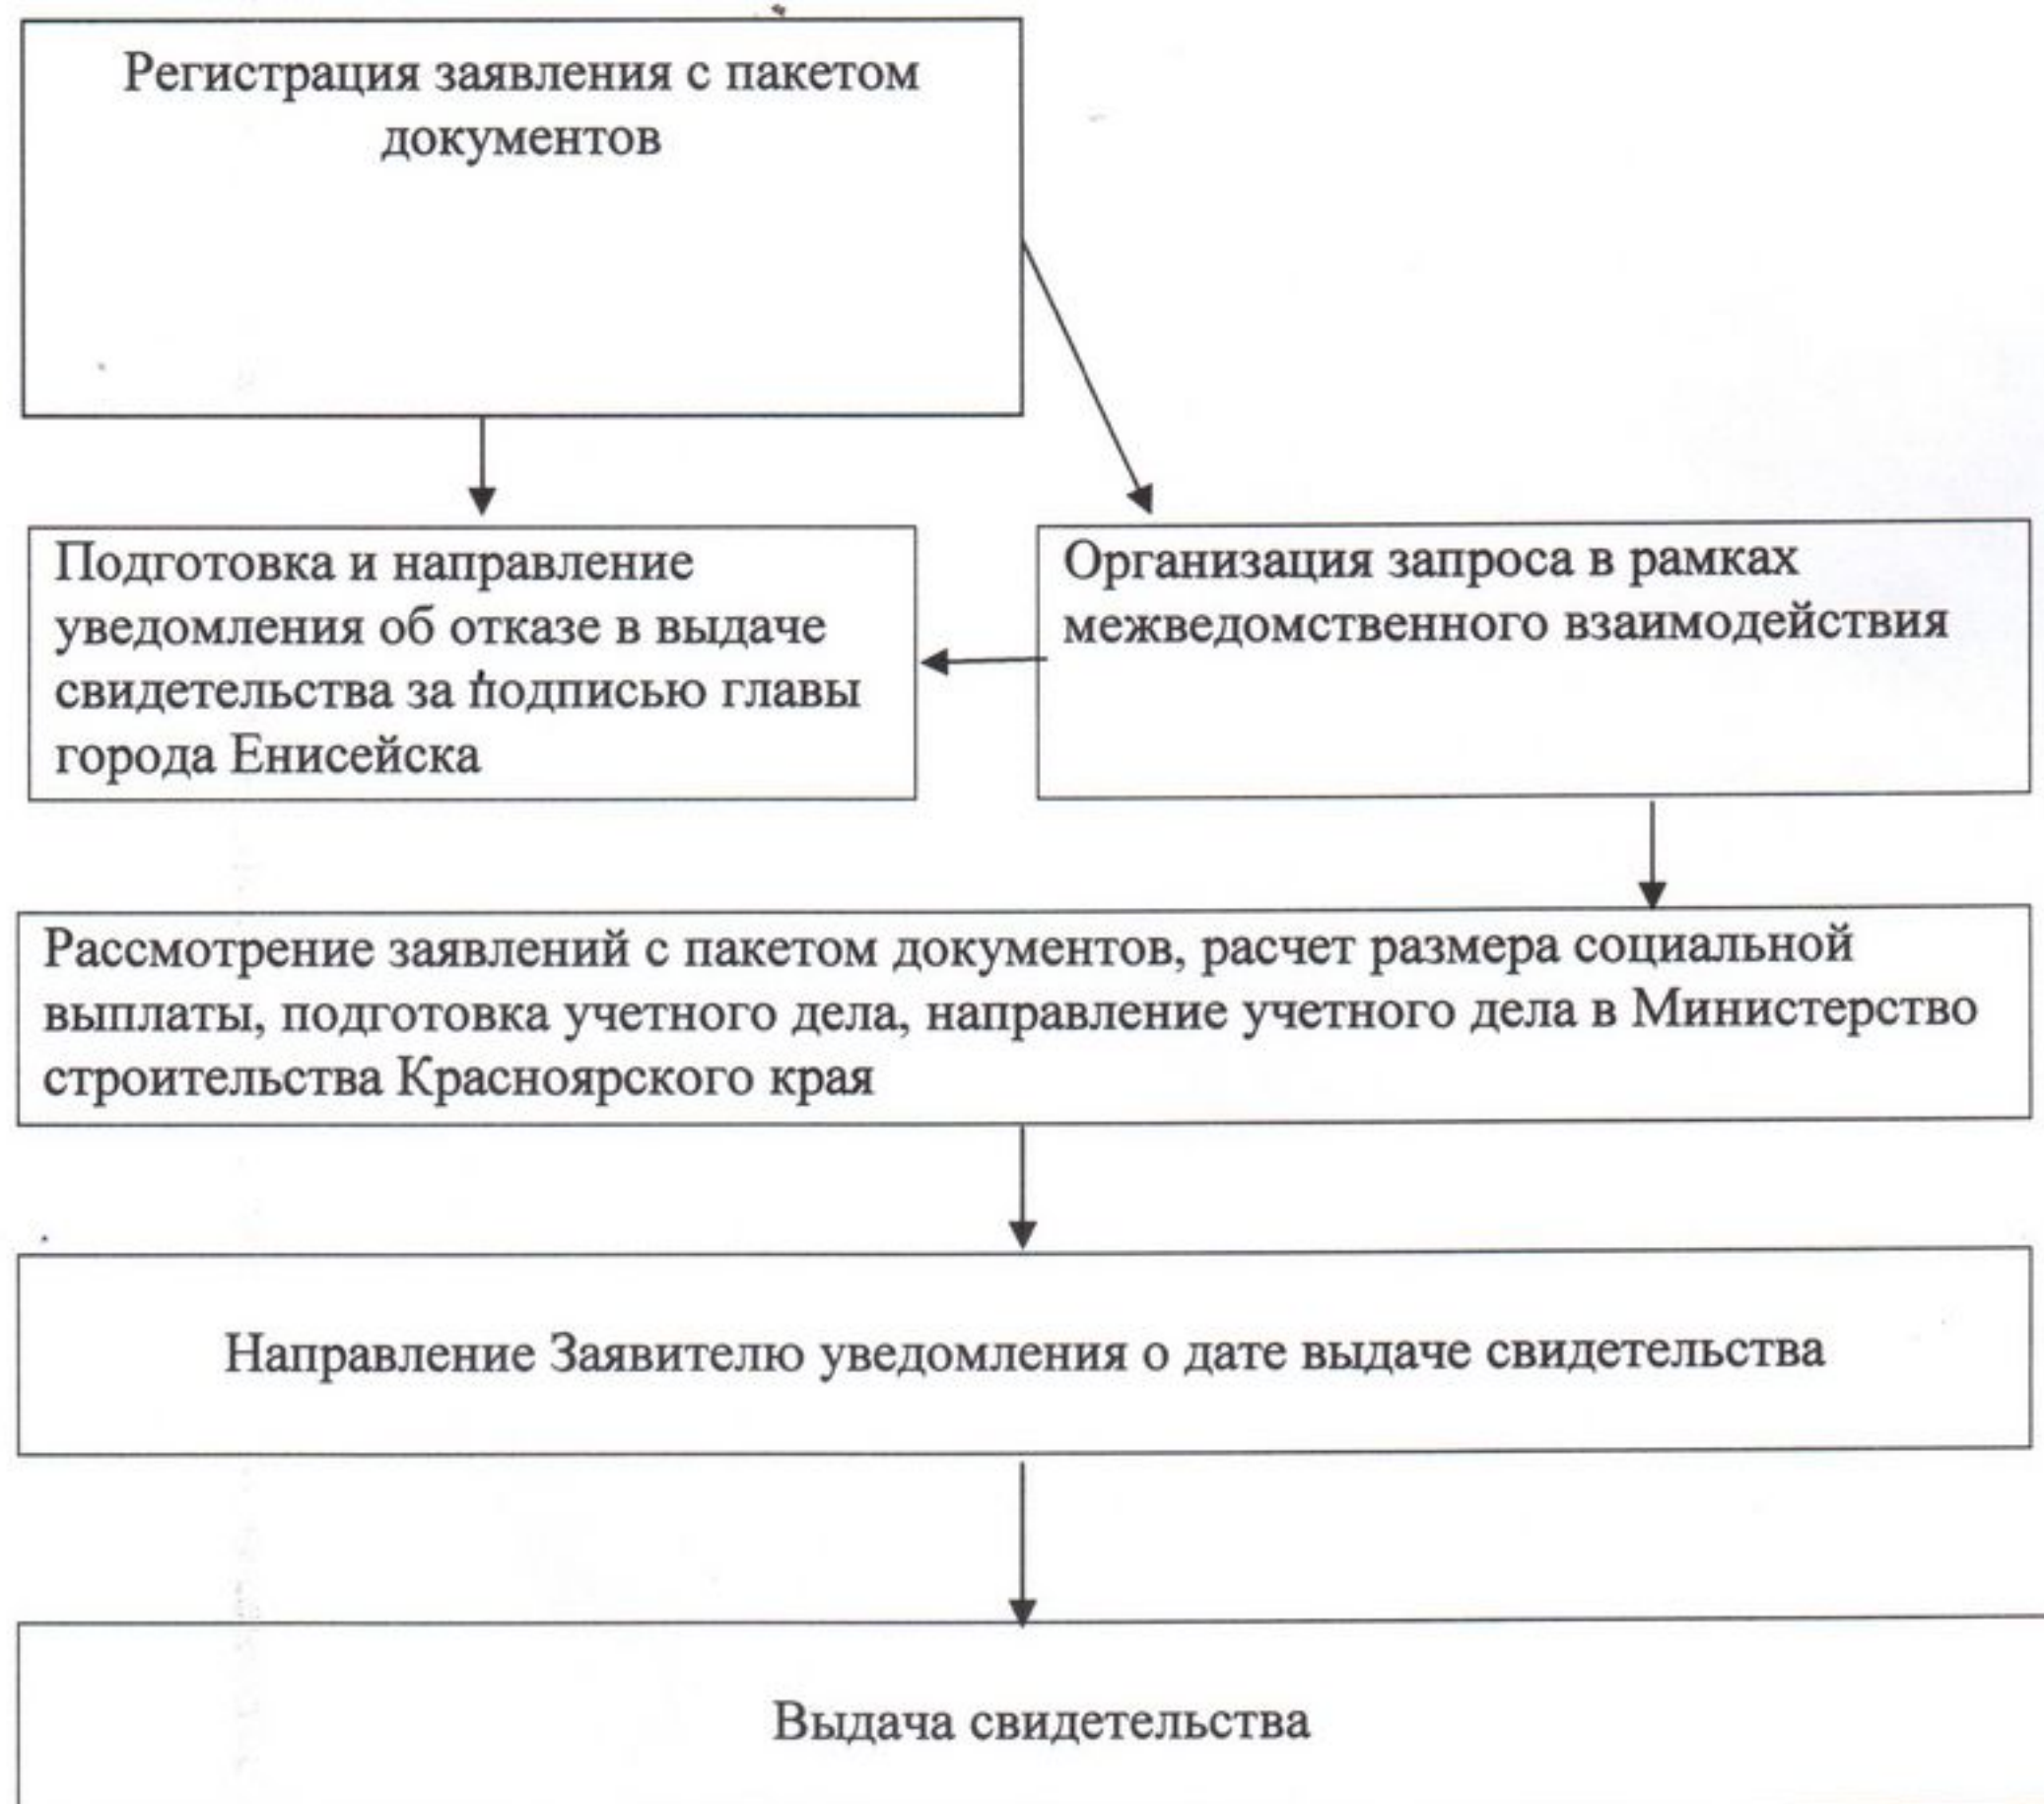 Регистрация заявления с пакетом
документов
Подготовка и направление
уведомления об отказе в выдаче
свидетельства за подписью главы
города Енисейска
Организация запроса в рамках
межведомственного взаимодействия
Рассмотрение заявлений с пакетом документов, расчет размера социальной
выплаты, подготовка учетного дела, направление учетного дела в Министерство
строительства Красноярского края
Направление Заявителю уведомления о дате выдаче свидетельства
Выдача свидетельства